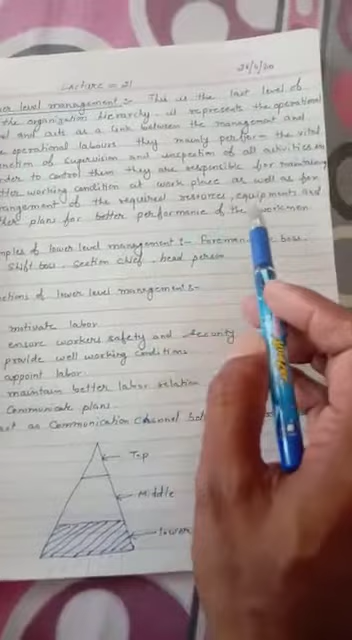 24/4/20
Lecture = 21
lower level management :- This is the last level of
the organization hierarchy. it represents the operational
and acts as a link between the management and
operational labours they mainly perform the vital
function of supervision and inspection of all activities in
order to control them they are responsible for maintaining
better working condition at work place as well as for
arrangement of the required resources, equipments and
plans for better performance of the workmen
examples of lower level management :- Foreman boss
Shift boss, section chief, head person
functions of lower level management :-
motivate labor
ensure workers safety and security
provide well working conditions
appoint labor
maintain better labor relation
Communicate plans
act as Communication Channel
Top
Middle
lower